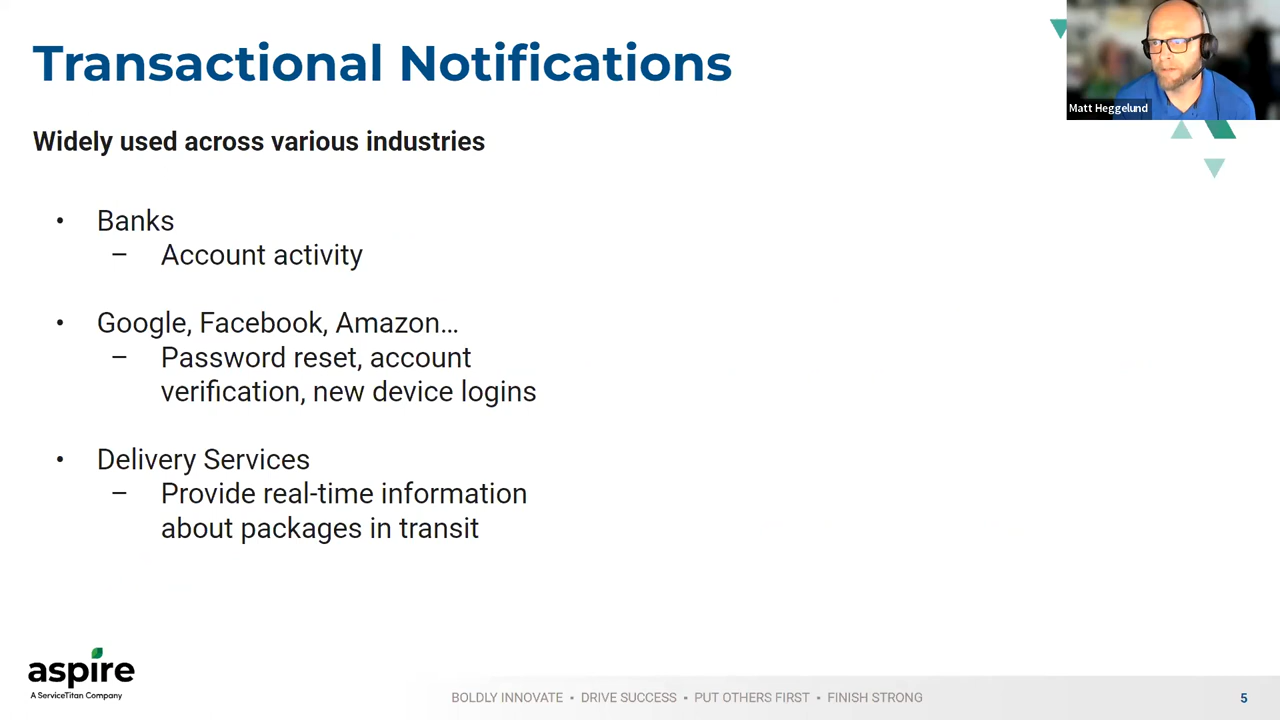 Transactional Notifications
Matt Heggelund
Widely used across various industries
• Banks
– Account activity
• Google, Facebook, Amazon…
– Password reset, account
verification, new device logins
• Delivery Services
– Provide real-time information
about packages in transit
aspire
A ServiceTitan Company
BOLDLY INNOVATE • DRIVE SUCCESS • PUT OTHERS FIRST • FINISH STRONG
5